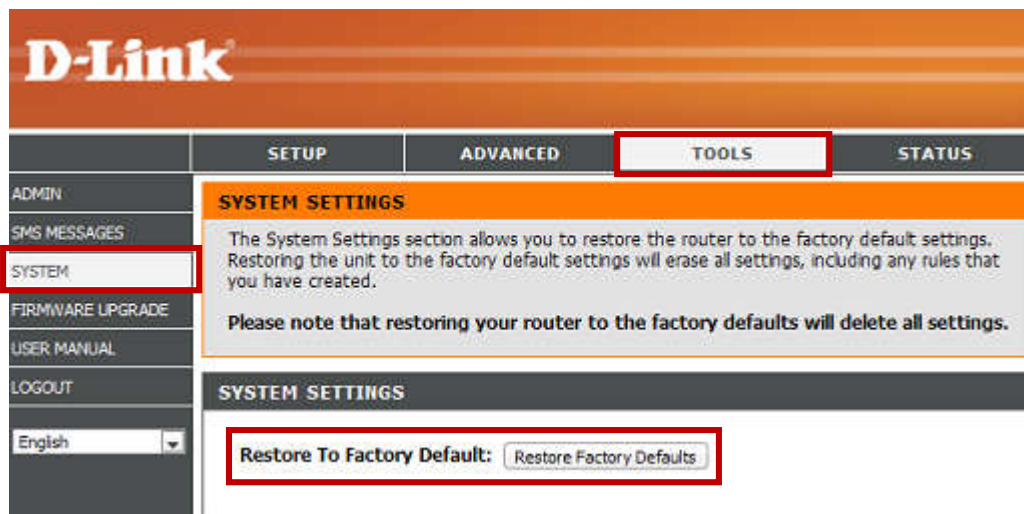 D-Link
SETUP ADVANCED TOOLS STATUS
ADMIN
SMS MESSAGES
SYSTEM
FIRMWARE UPGRADE
USER MANUAL
LOGOUT
English
SYSTEM SETTINGS
The System Settings section allows you to restore the router to the factory default settings.
Restoring the unit to the factory default settings will erase all settings, including any rules that
you have created.
Please note that restoring your router to the factory defaults will delete all settings.
SYSTEM SETTINGS
Restore To Factory Default: Restore Factory Defaults